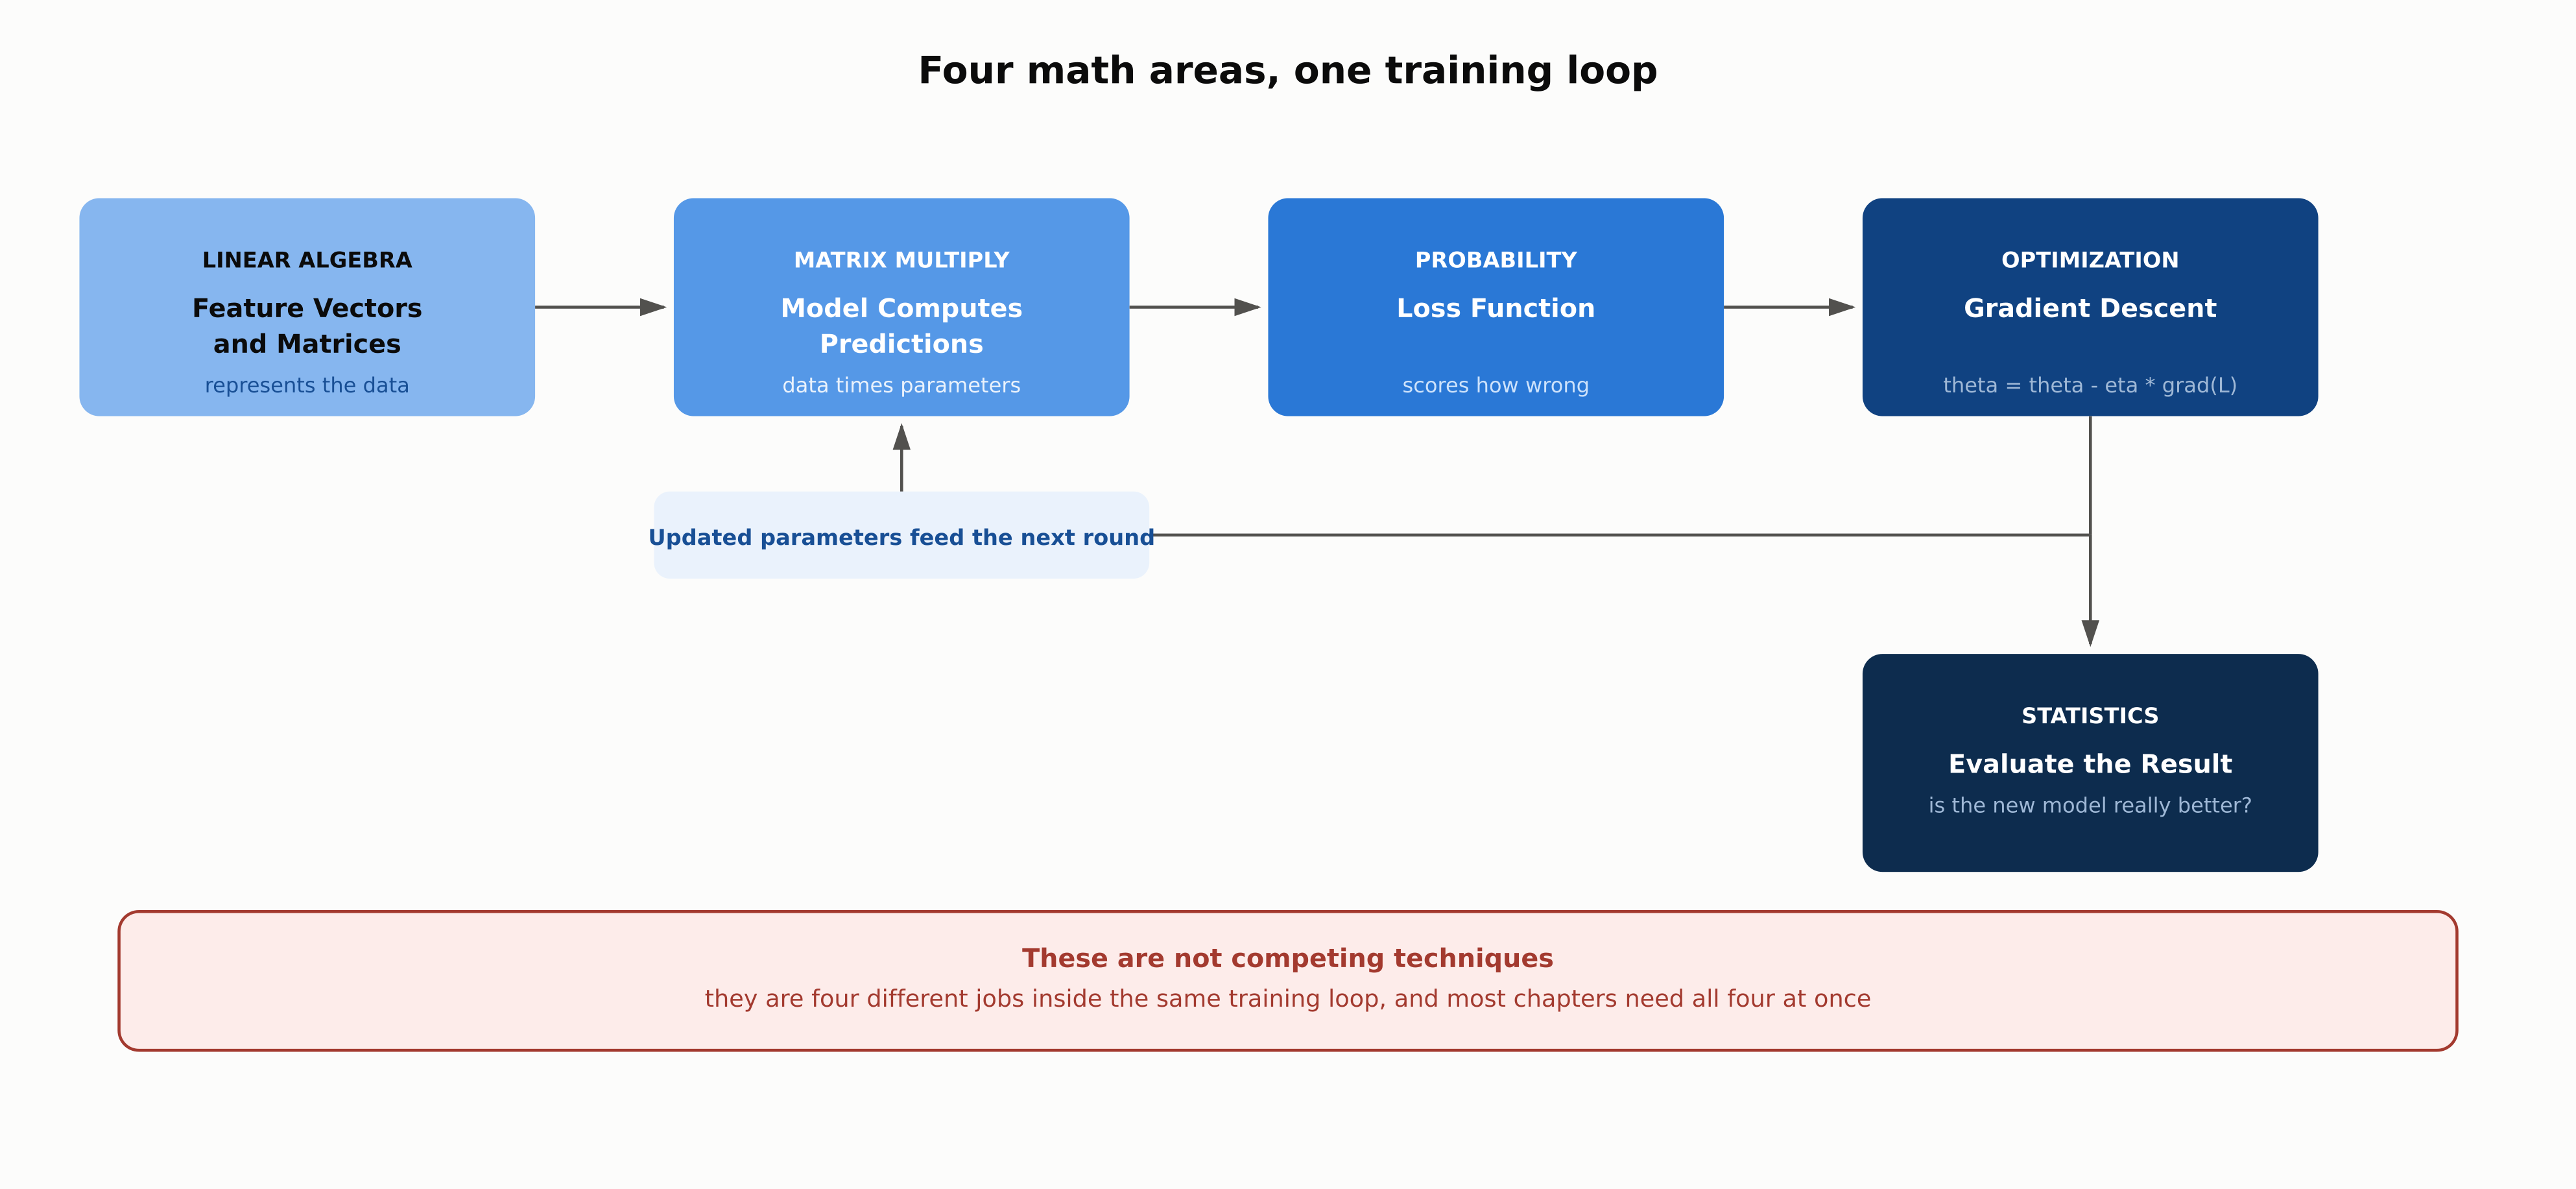 Four math areas, one training loop
LINEAR ALGEBRA
Feature Vectors
and Matrices
represents the data
MATRIX MULTIPLY
Model Computes
Predictions
data times parameters
PROBABILITY
Loss Function
scores how wrong
OPTIMIZATION
Gradient Descent
theta = theta - eta * grad(L)
Updated parameters feed the next round
STATISTICS
Evaluate the Result
is the new model really better?
These are not competing techniques
they are four different jobs inside the same training loop, and most chapters need all four at once